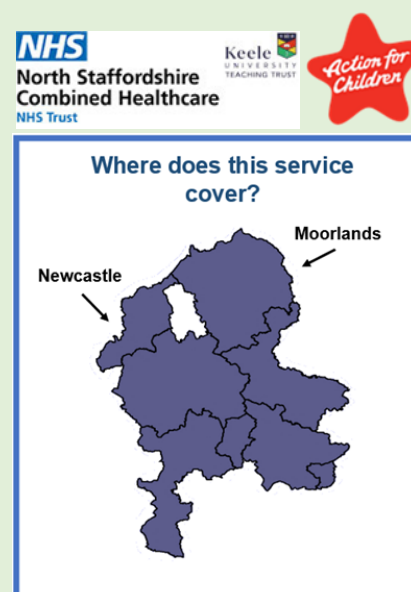 NHS
North Staffordshire
Combined Healthcare
NHS Trust
Keele
UNIVERSITY
TEACHING TRUST
Action for
Children
Where does this service
cover?
Moorlands
Newcastle